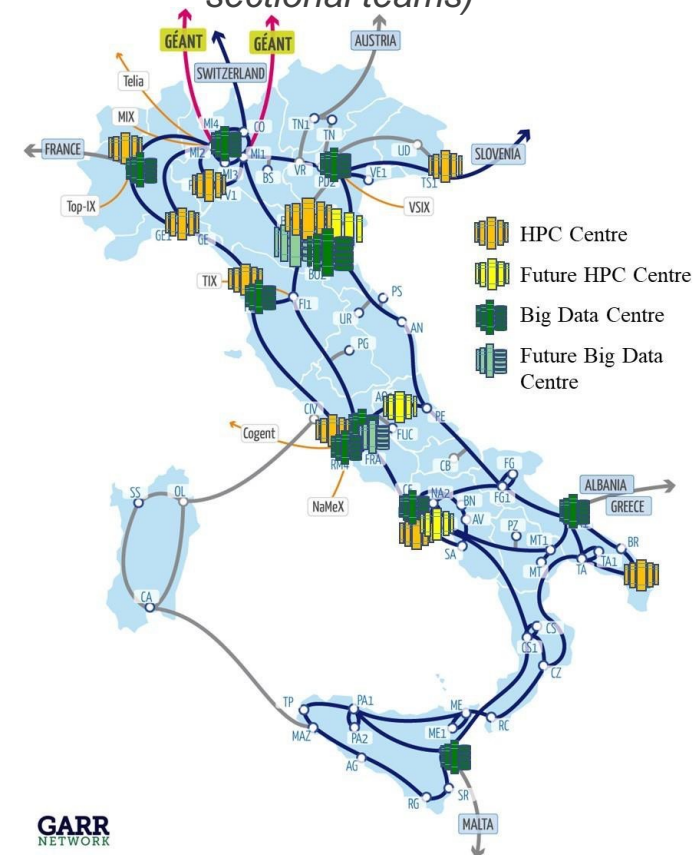 sectional teams)
GÉANT
GÉANT
AUSTRIA
SWITZERLAND
Telia
MIX
MI4
CO
TN1
TN
FRANCE
MI2
MI1
UD
SLOVENIA
MI3
BS
VR
PD2
VE1
TS1
Top-IX
V1
VSIX
GE1
GE
HPC Centre
BO2
Future HPC Centre
TIX
FI1
PS
UR
AN
Big Data Centre
PG
Future Big Data
Centre
CIV
PE
Cogent
FUC
RM4
FRA
CB
FG
SS
OL
NaMeX
CE
NA2
BN
FG1
ALBANIA
GREECE
AV
PZ
SA
MT1
BR
MT
TA
TA1
CA
CS
CS1
CZ
TP
PA1
ME
RC
MAZ
PA2
ME1
AG
RG
SR
GARR
NETWORK
MALTA